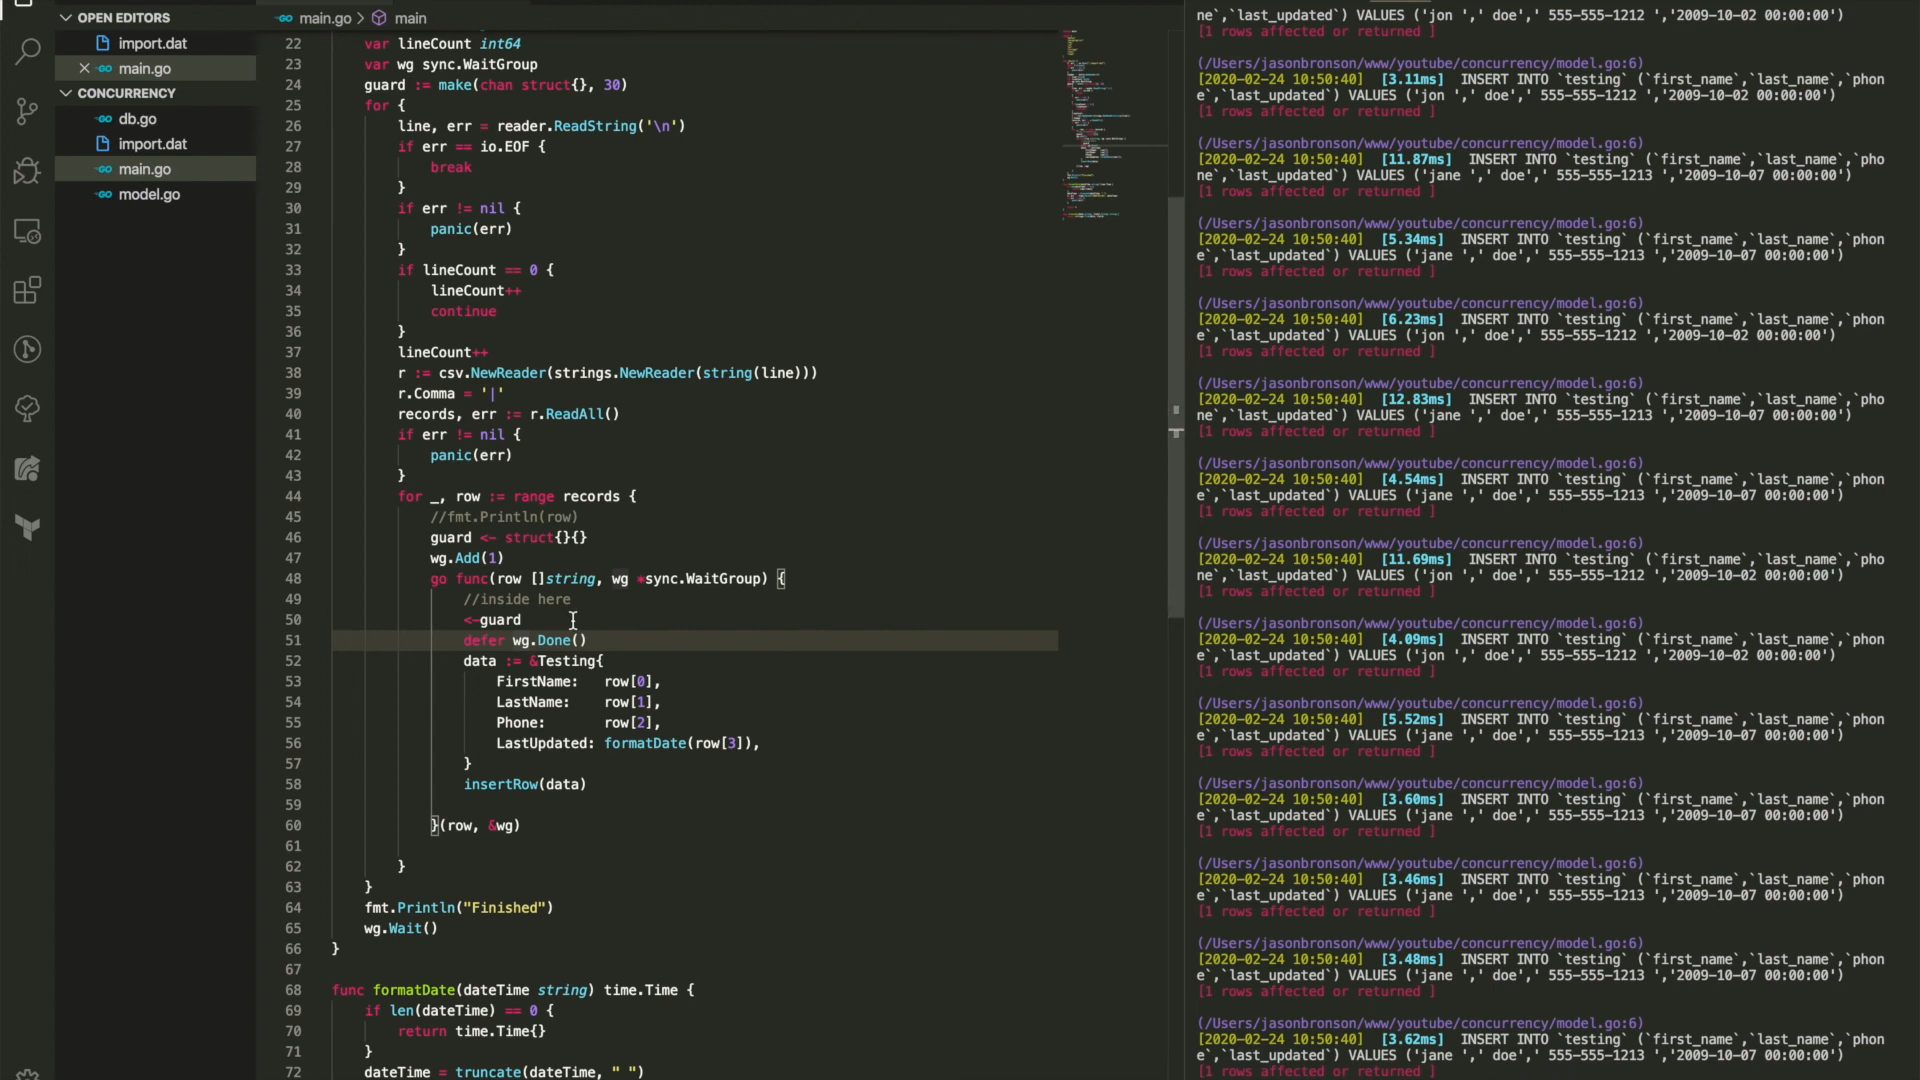 OPEN EDITORS
import.dat
main.go
CONCURRENCY
db.go
import.dat
main.go
model.go
main.go > main
22 var lineCount int64
23 var wg sync.WaitGroup
24 guard := make(chan struct{}, 30)
25 for {
26 line, err = reader.ReadString('\n')
27 if err == io.EOF {
28 break
29 }
30 if err != nil {
31 panic(err)
32 }
33 if lineCount == 0 {
34 lineCount++
35 continue
36 }
37 lineCount++
38 r := csv.NewReader(strings.NewReader(string(line)))
39 r.Comma = '|'
40 records, err := r.ReadAll()
41 if err != nil {
42 panic(err)
43 }
44 for _, row := range records {
45 //fmt.Println(row)
46 guard <- struct{}{}
47 wg.Add(1)
48 go func(row []string, wg *sync.WaitGroup) {
49 //inside here
50 <-guard
51 defer wg.Done()
52 data := &Testing{
53 FirstName: row[0],
54 LastName: row[1],
55 Phone: row[2],
56 LastUpdated: formatDate(row[3]),
57 }
58 insertRow(data)
59
60 }(row, &wg)
61
62 }
63 }
64 fmt.Println("Finished")
65 wg.Wait()
66 }
67
68 func formatDate(dateTime string) time.Time {
69 if len(dateTime) == 0 {
70 return time.Time{}
71 }
72 dateTime = truncate(dateTime, " ")
ne`,`last_updated`) VALUES ('jon ',' doe',' 555-555-1212 ','2009-10-02 00:00:00')
[1 rows affected or returned ]
(/Users/jasonbronson/www/youtube/concurrency/model.go:6)
[2020-02-24 10:50:40] [3.11ms] INSERT INTO `testing` (`first_name`,`last_name`,`phon
e`,`last_updated`) VALUES ('jon ',' doe',' 555-555-1212 ','2009-10-02 00:00:00')
[1 rows affected or returned ]
(/Users/jasonbronson/www/youtube/concurrency/model.go:6)
[2020-02-24 10:50:40] [11.87ms] INSERT INTO `testing` (`first_name`,`last_name`,`pho
ne`,`last_updated`) VALUES ('jane ',' doe',' 555-555-1213 ','2009-10-07 00:00:00')
[1 rows affected or returned ]
(/Users/jasonbronson/www/youtube/concurrency/model.go:6)
[2020-02-24 10:50:40] [5.34ms] INSERT INTO `testing` (`first_name`,`last_name`,`phon
e`,`last_updated`) VALUES ('jane ',' doe',' 555-555-1213 ','2009-10-07 00:00:00')
[1 rows affected or returned ]
(/Users/jasonbronson/www/youtube/concurrency/model.go:6)
[2020-02-24 10:50:40] [6.23ms] INSERT INTO `testing` (`first_name`,`last_name`,`phon
e`,`last_updated`) VALUES ('jon ',' doe',' 555-555-1212 ','2009-10-02 00:00:00')
[1 rows affected or returned ]
(/Users/jasonbronson/www/youtube/concurrency/model.go:6)
[2020-02-24 10:50:40] [12.83ms] INSERT INTO `testing` (`first_name`,`last_name`,`pho
ne`,`last_updated`) VALUES ('jane ',' doe',' 555-555-1213 ','2009-10-07 00:00:00')
[1 rows affected or returned ]
(/Users/jasonbronson/www/youtube/concurrency/model.go:6)
[2020-02-24 10:50:40] [4.54ms] INSERT INTO `testing` (`first_name`,`last_name`,`phon
e`,`last_updated`) VALUES ('jane ',' doe',' 555-555-1213 ','2009-10-07 00:00:00')
[1 rows affected or returned ]
(/Users/jasonbronson/www/youtube/concurrency/model.go:6)
[2020-02-24 10:50:40] [11.69ms] INSERT INTO `testing` (`first_name`,`last_name`,`pho
ne`,`last_updated`) VALUES ('jon ',' doe',' 555-555-1212 ','2009-10-02 00:00:00')
[1 rows affected or returned ]
(/Users/jasonbronson/www/youtube/concurrency/model.go:6)
[2020-02-24 10:50:40] [4.09ms] INSERT INTO `testing` (`first_name`,`last_name`,`phon
e`,`last_updated`) VALUES ('jon ',' doe',' 555-555-1212 ','2009-10-02 00:00:00')
[1 rows affected or returned ]
(/Users/jasonbronson/www/youtube/concurrency/model.go:6)
[2020-02-24 10:50:40] [5.52ms] INSERT INTO `testing` (`first_name`,`last_name`,`phon
e`,`last_updated`) VALUES ('jane ',' doe',' 555-555-1213 ','2009-10-07 00:00:00')
[1 rows affected or returned ]
(/Users/jasonbronson/www/youtube/concurrency/model.go:6)
[2020-02-24 10:50:40] [3.60ms] INSERT INTO `testing` (`first_name`,`last_name`,`phon
e`,`last_updated`) VALUES ('jane ',' doe',' 555-555-1213 ','2009-10-07 00:00:00')
[1 rows affected or returned ]
(/Users/jasonbronson/www/youtube/concurrency/model.go:6)
[2020-02-24 10:50:40] [3.46ms] INSERT INTO `testing` (`first_name`,`last_name`,`phon
e`,`last_updated`) VALUES ('jane ',' doe',' 555-555-1213 ','2009-10-07 00:00:00')
[1 rows affected or returned ]
(/Users/jasonbronson/www/youtube/concurrency/model.go:6)
[2020-02-24 10:50:40] [3.48ms] INSERT INTO `testing` (`first_name`,`last_name`,`phon
e`,`last_updated`) VALUES ('jane ',' doe',' 555-555-1213 ','2009-10-07 00:00:00')
[1 rows affected or returned ]
(/Users/jasonbronson/www/youtube/concurrency/model.go:6)
[2020-02-24 10:50:40] [3.62ms] INSERT INTO `testing` (`first_name`,`last_name`,`phon
e`,`last_updated`) VALUES ('jane ',' doe',' 555-555-1213 ','2009-10-07 00:00:00')
[1 rows affected or returned ]